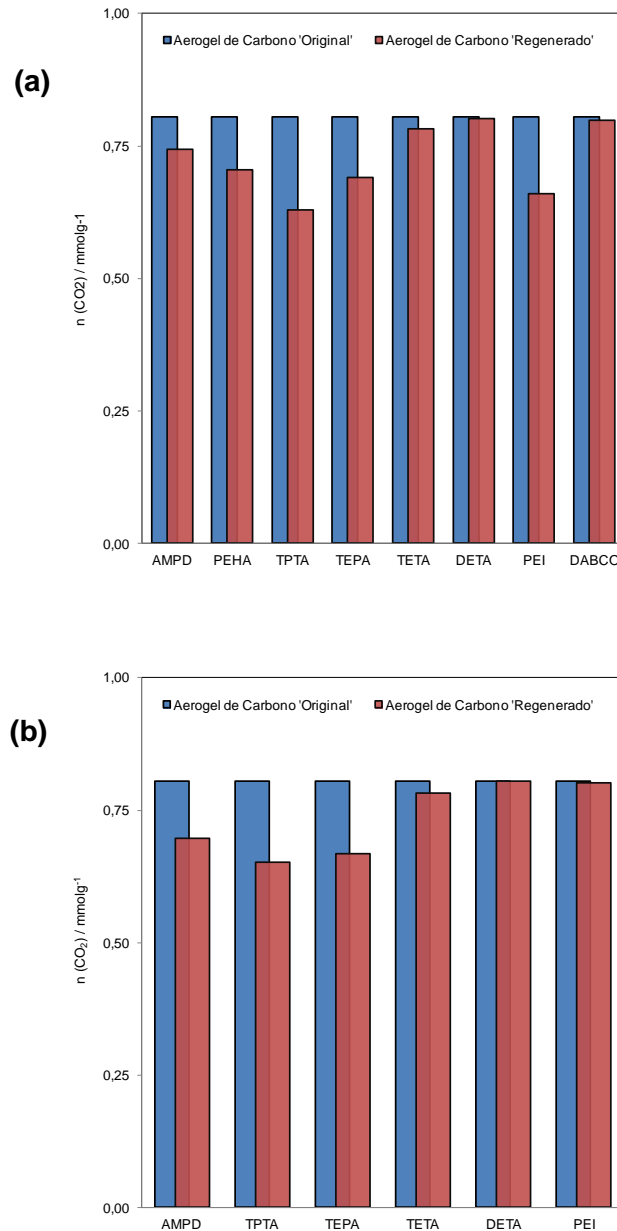 (a)
1,00
Aerogel de Carbono 'Original' Aerogel de Carbono 'Regenerado'
0,75
0,50
0,25
0,00
n (CO2) / mmolg-1
AMPD PEHA TPTA TEPA TETA DETA PEI DABCO
(b)
1,00
Aerogel de Carbono 'Original' Aerogel de Carbono 'Regenerado'
0,75
0,50
0,25
0,00
n (CO₂) / mmolg⁻¹
AMPD TPTA TEPA TETA DETA PEI